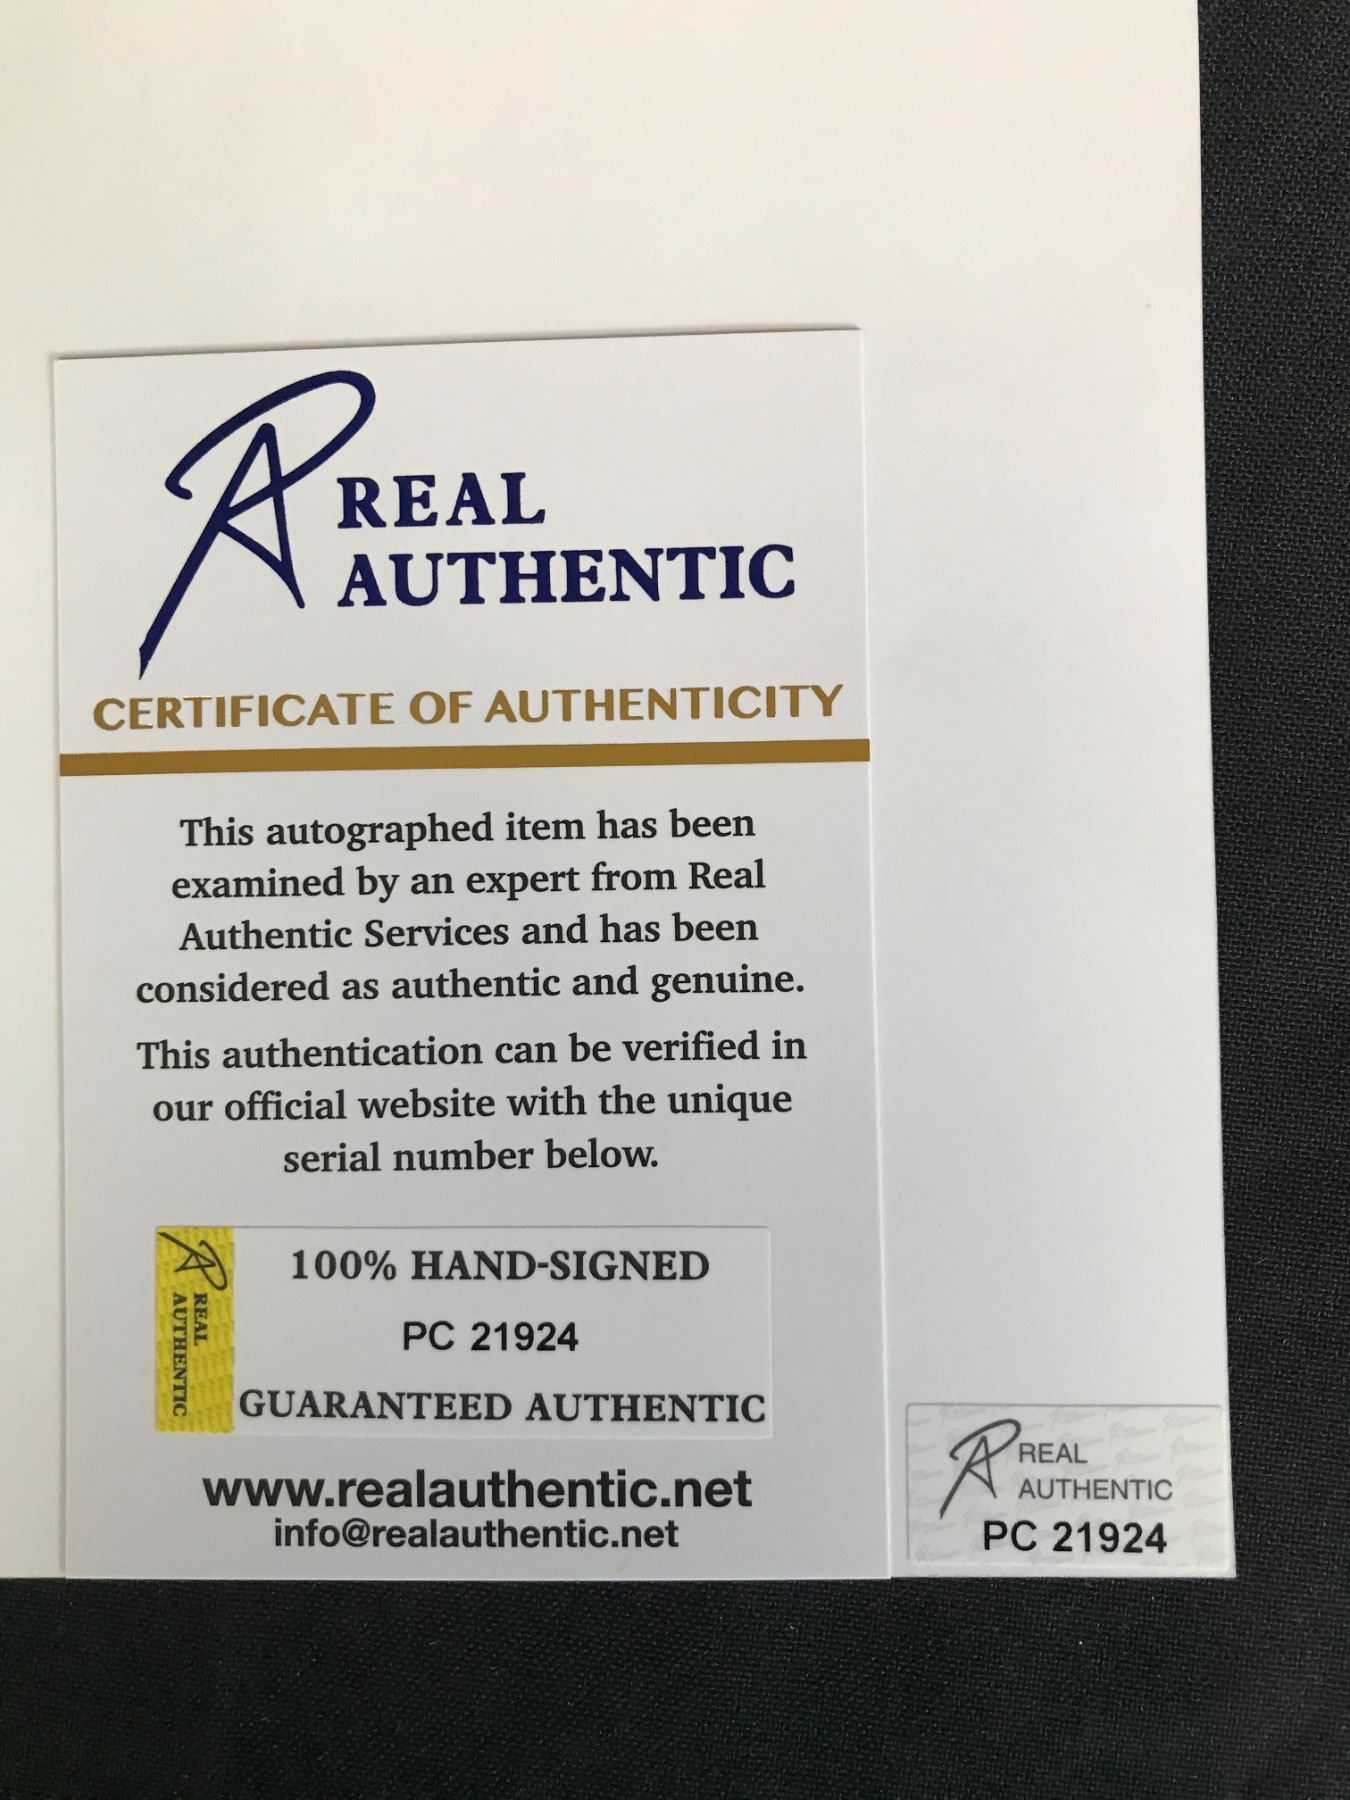 REAL
AUTHENTIC
CERTIFICATE OF AUTHENTICITY
This autographed item has been
examined by an expert from Real
Authentic Services and has been
considered as authentic and genuine.
This authentication can be verified in
our official website with the unique
serial number below.
REAL
AUTHENTIC
100% HAND-SIGNED
PC 21924
GUARANTEED AUTHENTIC
www.realauthentic.net
info@realauthentic.net
REAL
AUTHENTIC
PC 21924